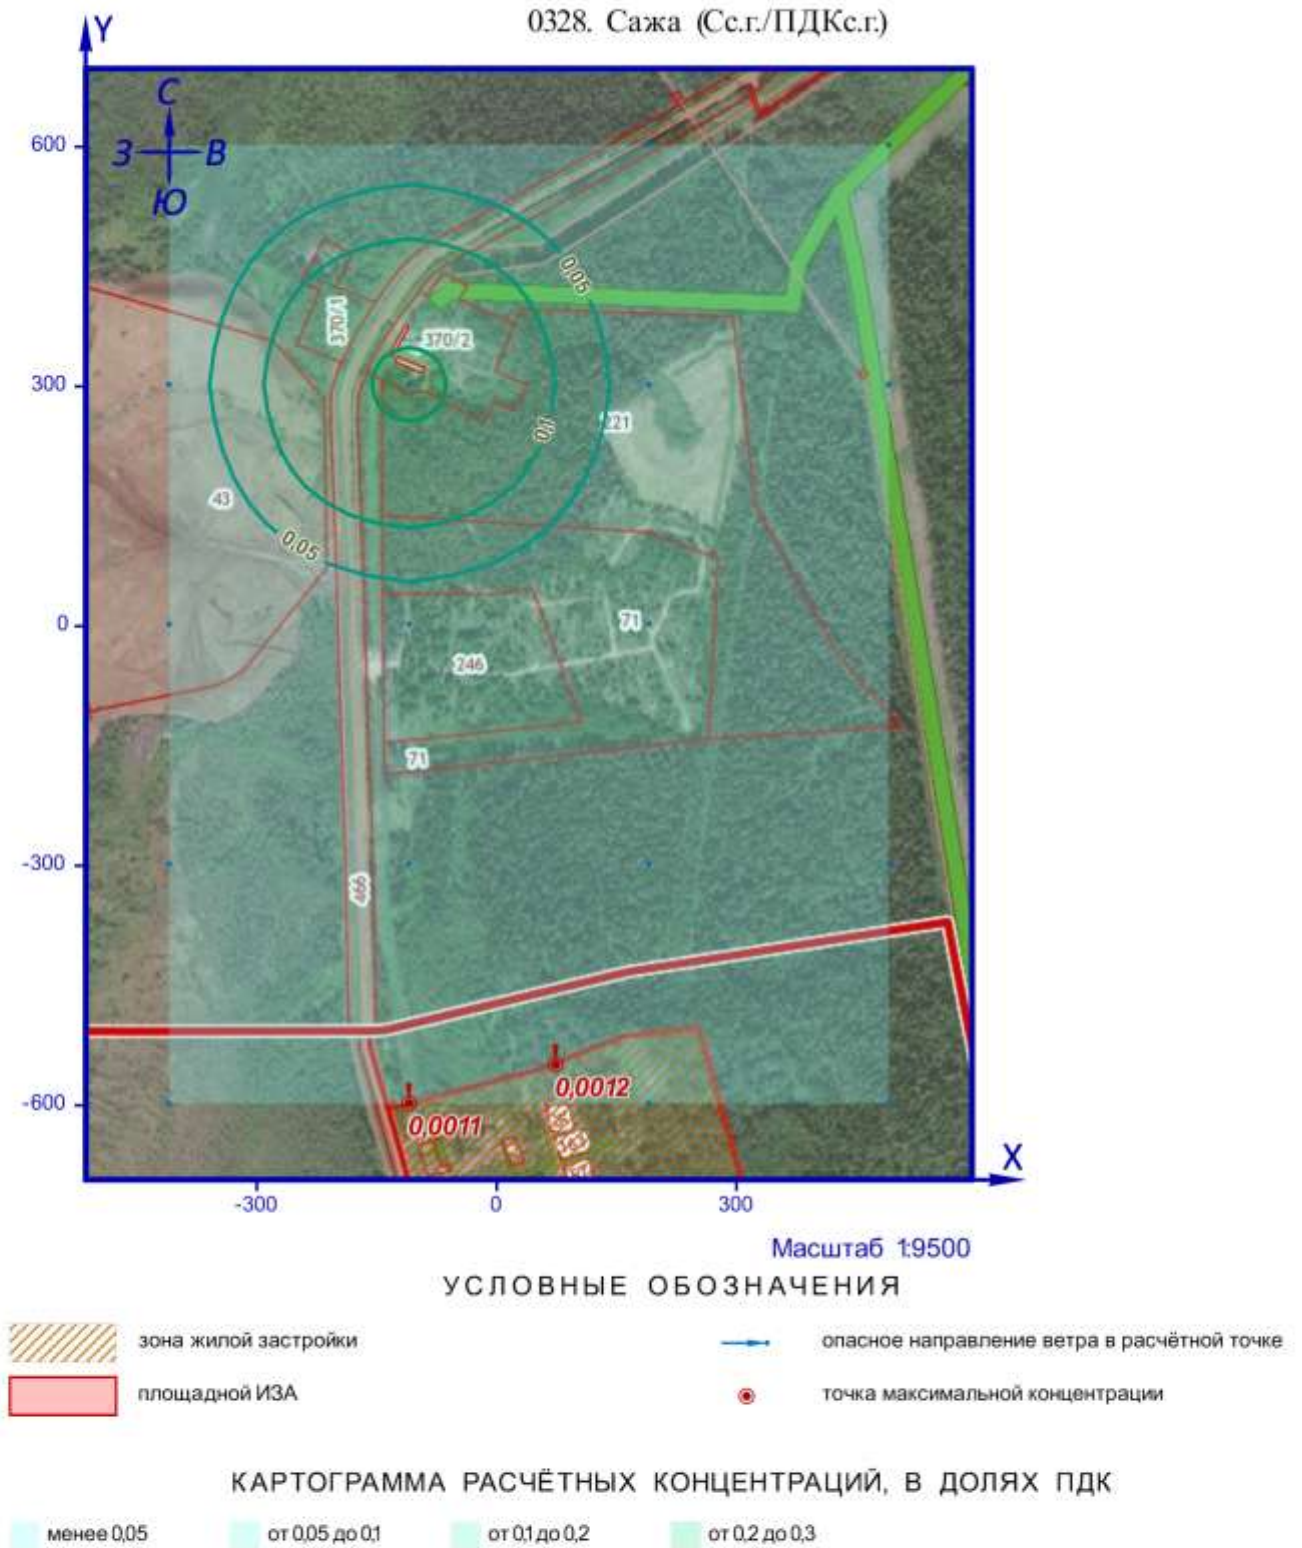 0328. Сажа (Сс.г./ПДКс.г.)
Y
С
З В
Ю
600
300
0
-300
-600
0,05
370/1
370/2
0,1
221
43
0,05
71
246
71
466
0,0012
0,0011
343
X
-300 0 300
Масштаб 1:9500
УСЛОВНЫЕ ОБОЗНАЧЕНИЯ
зона жилой застройки
опасное направление ветра в расчётной точке
площадной ИЗА
точка максимальной концентрации
КАРТОГРАММА РАСЧЁТНЫХ КОНЦЕНТРАЦИЙ, В ДОЛЯХ ПДК
менее 0,05 от 0,05 до 0,1 от 0,1 до 0,2 от 0,2 до 0,3